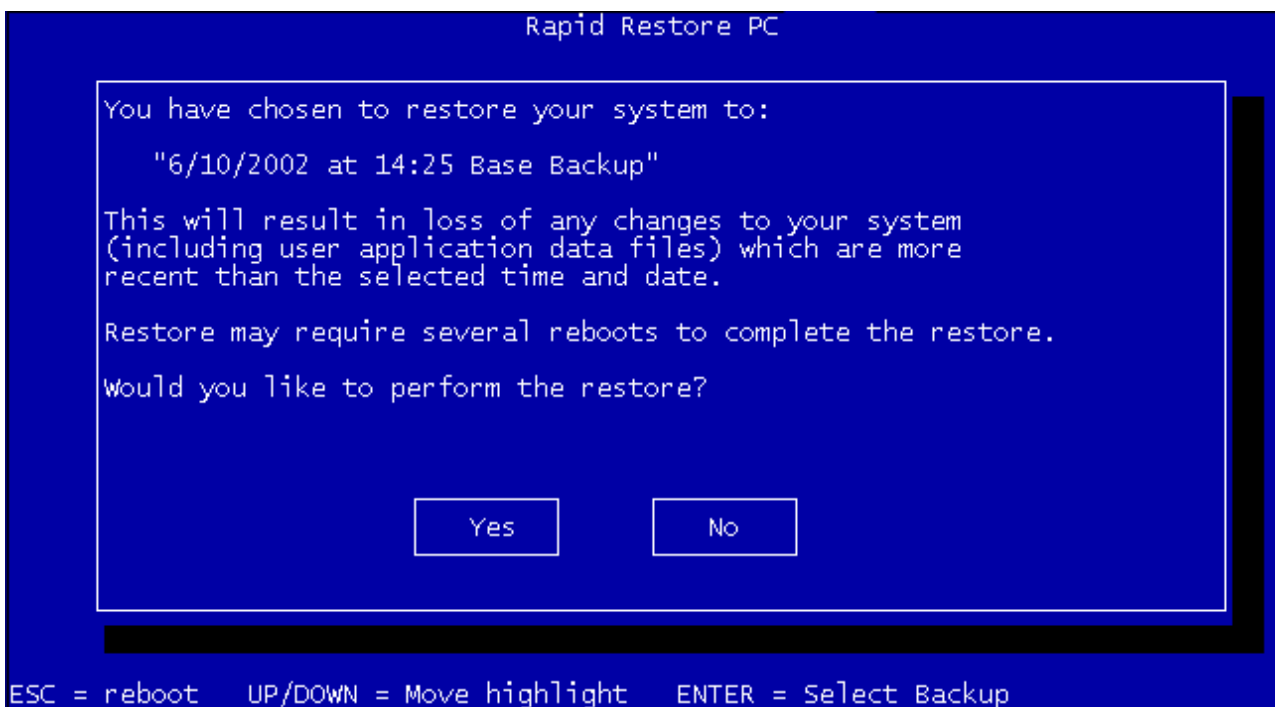 Rapid Restore PC
You have chosen to restore your system to:
"6/10/2002 at 14:25 Base Backup"
This will result in loss of any changes to your system
(including user application data files) which are more
recent than the selected time and date.
Restore may require several reboots to complete the restore.
Would you like to perform the restore?
Yes No
ESC = reboot UP/DOWN = Move highlight ENTER = Select Backup